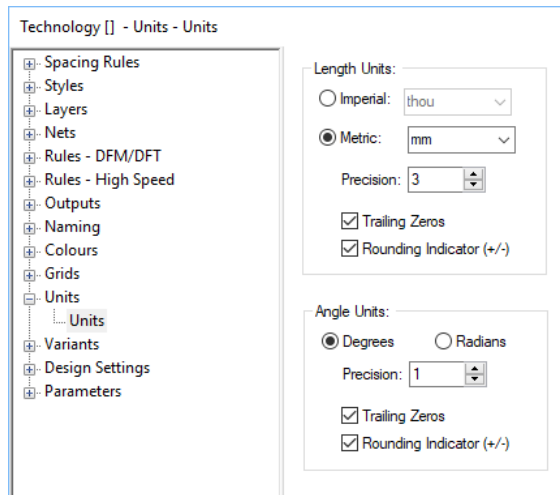 Technology [] - Units - Units
Spacing Rules
Styles
Layers
Nets
Rules - DFM/DFT
Rules - High Speed
Outputs
Naming
Colours
Grids
Units
Units
Variants
Design Settings
Parameters
Length Units:
Imperial: thou
Metric: mm
Precision: 3
Trailing Zeros
Rounding Indicator (+/-)
Angle Units:
Degrees Radians
Precision: 1
Trailing Zeros
Rounding Indicator (+/-)